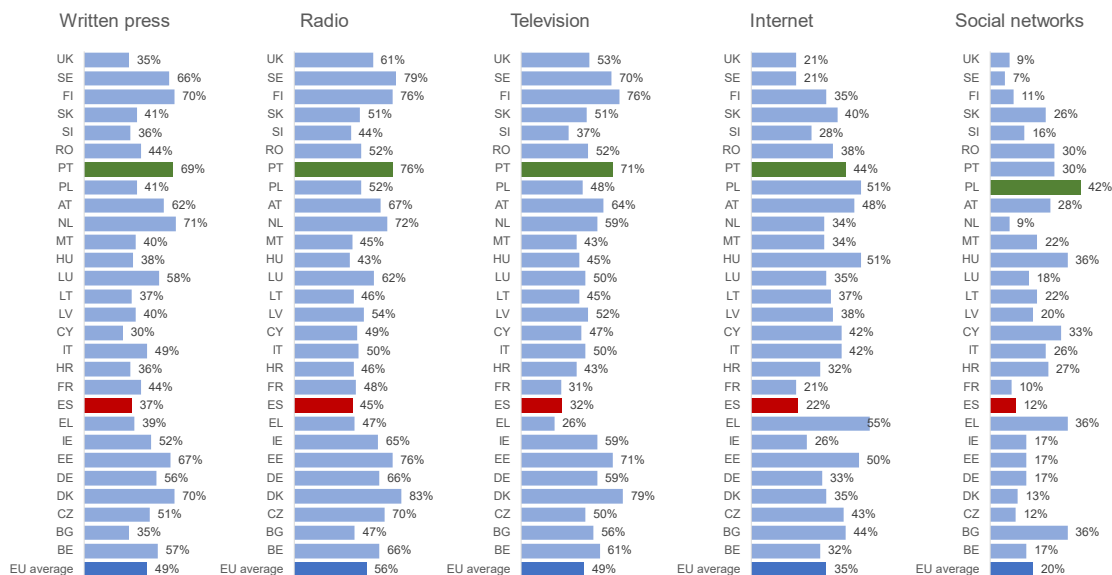 Written press Radio Television Internet Social networks
UK 35% UK 61% UK 53% UK 21% UK 9%
SE 66% SE 79% SE 70% SE 21% SE 7%
FI 70% FI 76% FI 76% FI 35% FI 11%
SK 41% SK 51% SK 51% SK 40% SK 26%
SI 36% SI 44% SI 37% SI 28% SI 16%
RO 44% RO 52% RO 52% RO 38% RO 30%
PT 69% PT 76% PT 71% PT 44% PT 30%
PL 41% PL 52% PL 48% PL 51% PL 42%
AT 62% AT 67% AT 64% AT 48% AT 28%
NL 71% NL 72% NL 59% NL 34% NL 9%
MT 40% MT 45% MT 43% MT 34% MT 22%
HU 38% HU 43% HU 45% HU 51% HU 36%
LU 58% LU 62% LU 50% LU 35% LU 18%
LT 37% LT 46% LT 45% LT 37% LT 22%
LV 40% LV 54% LV 52% LV 38% LV 20%
CY 30% CY 49% CY 47% CY 42% CY 33%
IT 49% IT 50% IT 50% IT 42% IT 26%
HR 36% HR 46% HR 43% HR 32% HR 27%
FR 44% FR 48% FR 31% FR 21% FR 10%
ES 37% ES 45% ES 32% ES 22% ES 12%
EL 39% EL 47% EL 26% EL 55% EL 36%
IE 52% IE 65% IE 59% IE 26% IE 17%
EE 67% EE 76% EE 71% EE 50% EE 17%
DE 56% DE 66% DE 59% DE 33% DE 17%
DK 70% DK 83% DK 79% DK 35% DK 13%
CZ 51% CZ 70% CZ 50% CZ 43% CZ 12%
BG 35% BG 47% BG 56% BG 44% BG 36%
BE 57% BE 66% BE 61% BE 32% BE 17%
EU average 49% EU average 56% EU average 49% EU average 35% EU average 20%